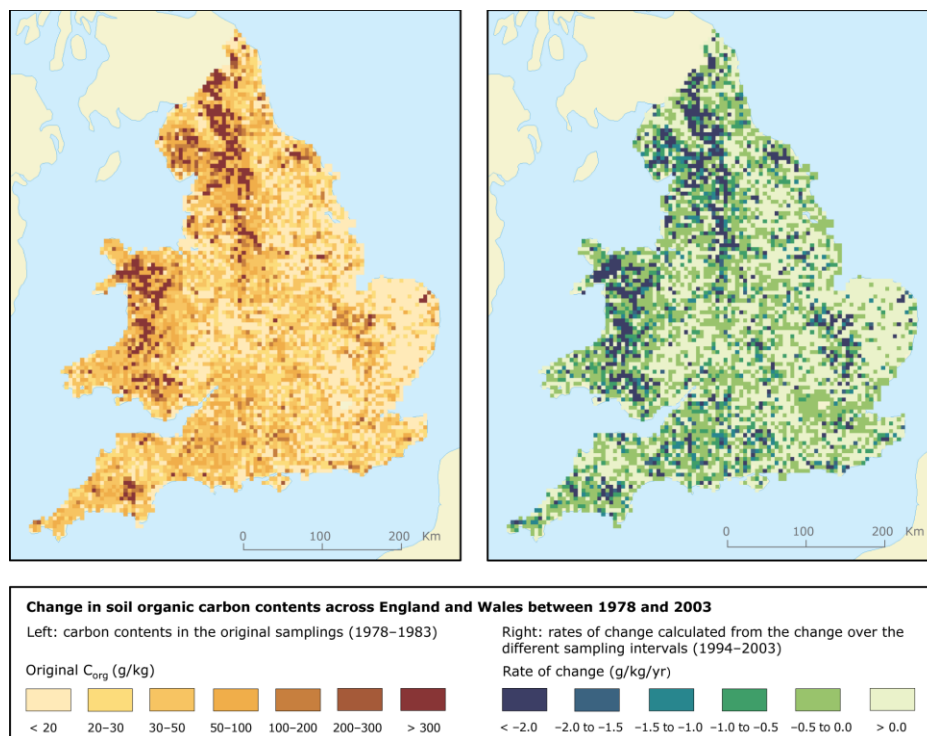 0 100 200 Km
0 100 200 Km
Change in soil organic carbon contents across England and Wales between 1978 and 2003
Left: carbon contents in the original samplings (1978–1983)
Original Corg (g/kg)
< 20 20–30 30–50 50–100 100–200 200–300 > 300
Right: rates of change calculated from the change over the
different sampling intervals (1994–2003)
Rate of change (g/kg/yr)
< –2.0 –2.0 to –1.5 –1.5 to –1.0 –1.0 to –0.5 –0.5 to 0.0 > 0.0